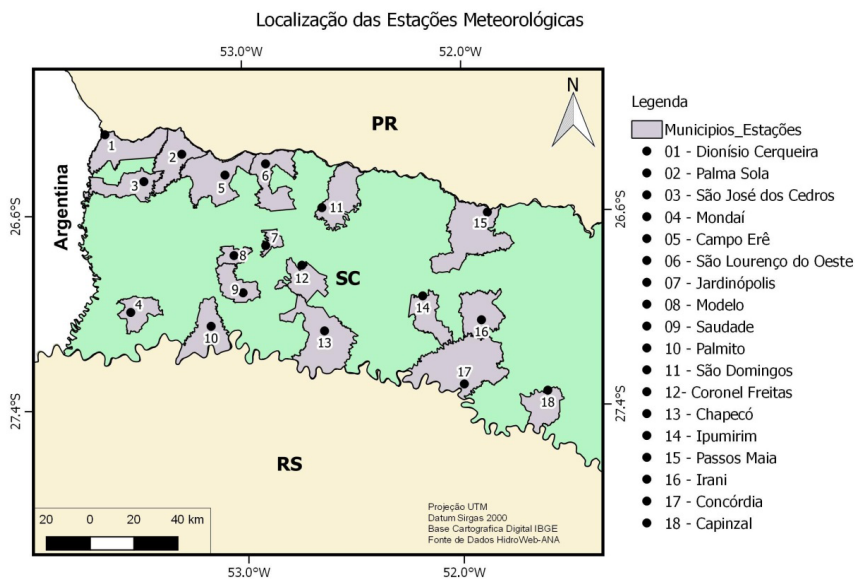 Localização das Estações Meteorológicas
53.0°W 52.0°W
N
PR
Argentina
SC
RS
26.6°S 26.6°S
27.4°S 27.4°S
1
2
3
4
5
6
7
8
9
10
11
12
13
14
15
16
17
18
20 0 20 40 km
Projeção UTM
Datum Sirgas 2000
Base Cartografica Digital IBGE
Fonte de Dados HidroWeb-ANA
53.0°W 52.0°W
Legenda
Municipios_Estações
01 - Dionísio Cerqueira
02 - Palma Sola
03 - São José dos Cedros
04 - Mondaí
05 - Campo Erê
06 - São Lourenço do Oeste
07 - Jardinópolis
08 - Modelo
09 - Saudade
10 - Palmito
11 - São Domingos
12- Coronel Freitas
13 - Chapecó
14 - Ipumirim
15 - Passos Maia
16 - Irani
17 - Concórdia
18 - Capinzal